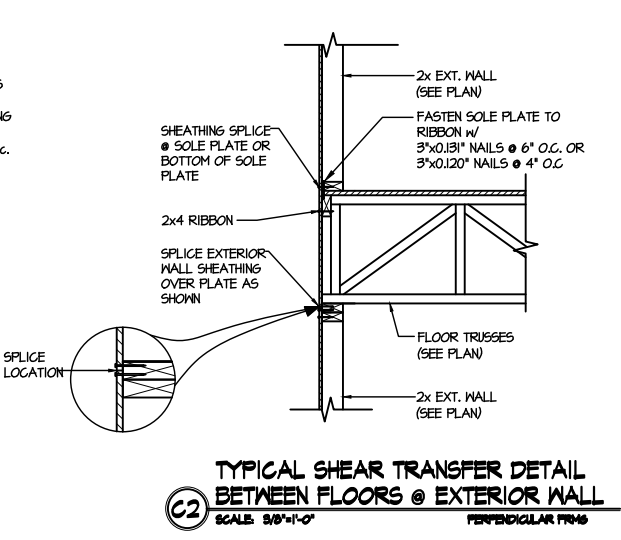 S
NG
C.
2x EXT. WALL
(SEE PLAN)
FASTEN SOLE PLATE TO
RIBBON W/
3"x0.131" NAILS @ 6" O.C. OR
3"x0.120" NAILS @ 4" O.C
SHEATHING SPLICE
@ SOLE PLATE OR
BOTTOM OF SOLE
PLATE
2x4 RIBBON
SPLICE EXTERIOR
WALL SHEATHING
OVER PLATE AS
SHOWN
SPLICE
LOCATION
FLOOR TRUSSES
(SEE PLAN)
2x EXT. WALL
(SEE PLAN)
TYPICAL SHEAR TRANSFER DETAIL
BETWEEN FLOORS @ EXTERIOR WALL
C2
SCALE: 3/8"=1'-0"
PERPENDICULAR FRMG